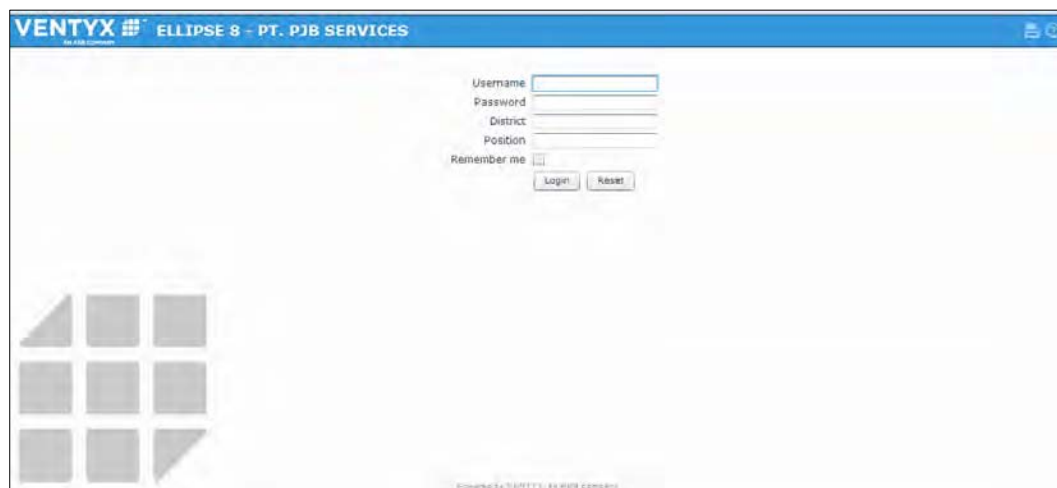 VENTYX ELLIPSE 8 - PT. PJB SERVICES
Username
Password
District
Position
Remember me
Login Reset